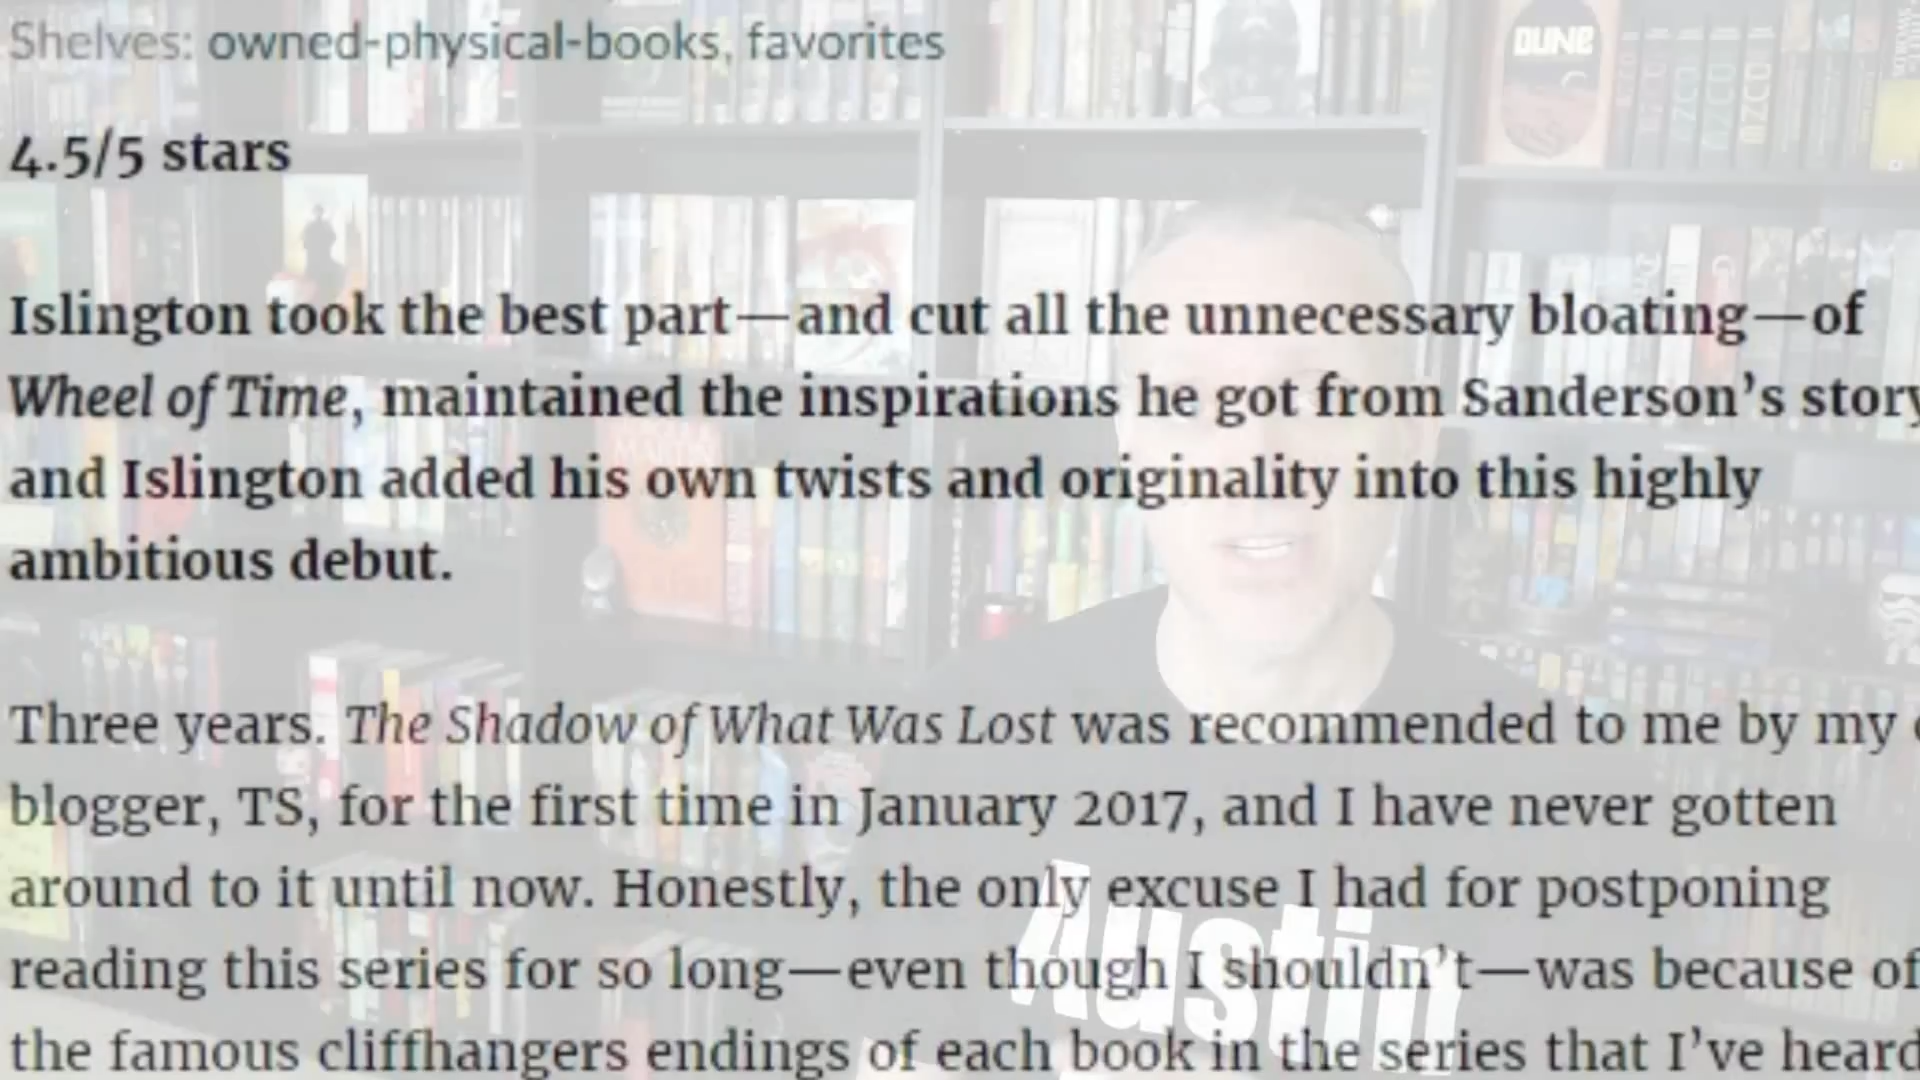 Shelves: owned-physical-books, favorites
DUNE
4.5/5 stars
Islington took the best part—and cut all the unnecessary bloating—of
Wheel of Time, maintained the inspirations he got from Sanderson’s story
and Islington added his own twists and originality into this highly
ambitious debut.
Three years. The Shadow of What Was Lost was recommended to me by my
blogger, TS, for the first time in January 2017, and I have never gotten
around to it until now. Honestly, the only excuse I had for postponing
reading this series for so long—even though I shouldn’t—was because of
the famous cliffhangers endings of each book in the series that I’ve heard
Austin